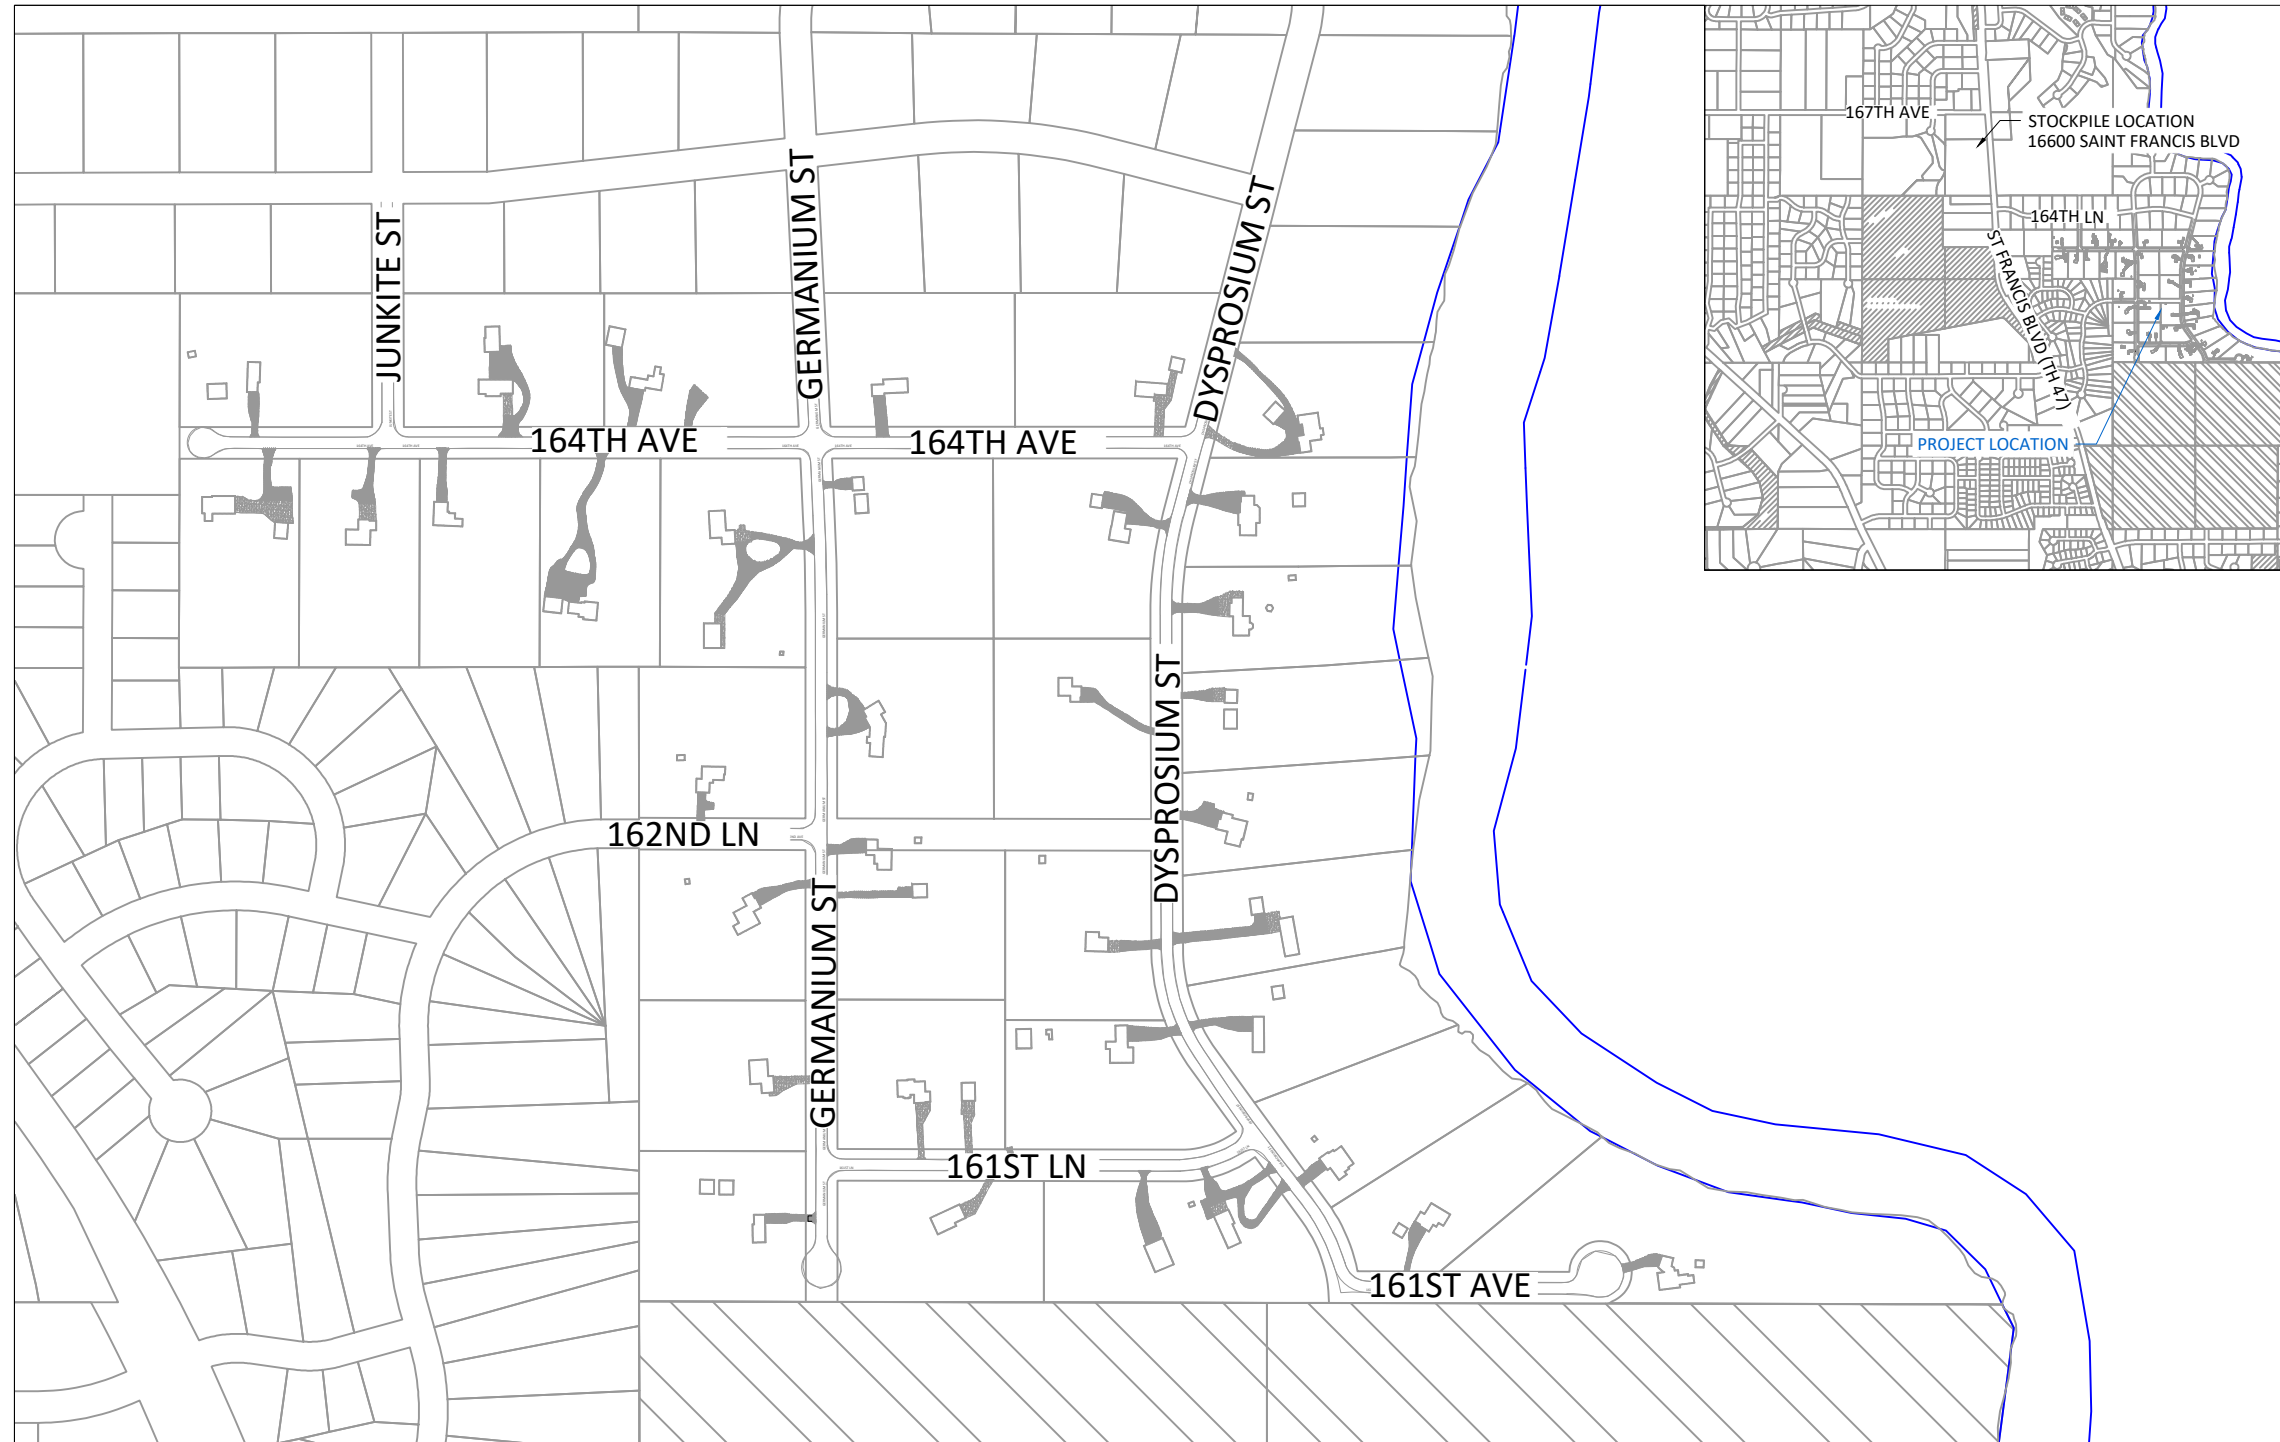 JUNKITE ST
GERMANIUM ST
DYSPROSIUM ST
164TH AVE
164TH AVE
162ND LN
GERMANIUM ST
DYSPROSIUM ST
161ST LN
161ST AVE
167TH AVE
STOCKPILE LOCATION
16600 SAINT FRANCIS BLVD
164TH LN
ST FRANCIS BLVD (TH 47)
PROJECT LOCATION